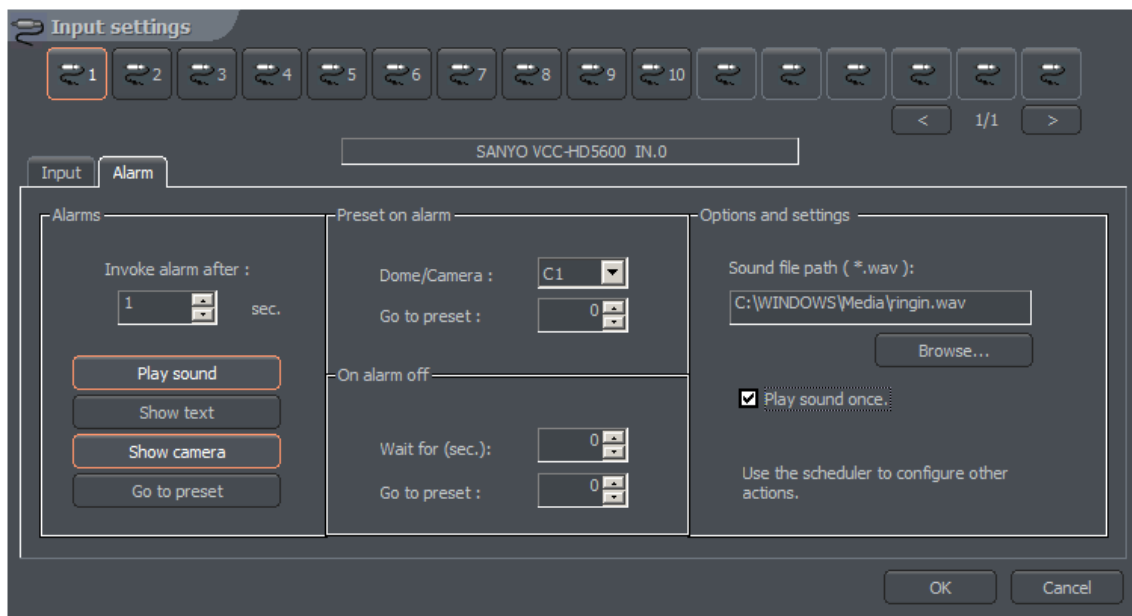 Input settings
1 2 3 4 5 6 7 8 9 10
< 1/1 >
SANYO VCC-HD5600 IN.0
Input Alarm
Alarms
Invoke alarm after :
1 sec.
Play sound
Show text
Show camera
Go to preset
Preset on alarm
Dome/Camera : C1
Go to preset : 0
On alarm off
Wait for (sec.): 0
Go to preset : 0
Options and settings
Sound file path ( *.wav ):
C:\WINDOWS\Media\ringin.wav
Browse...
Play sound once.
Use the scheduler to configure other
actions.
OK Cancel